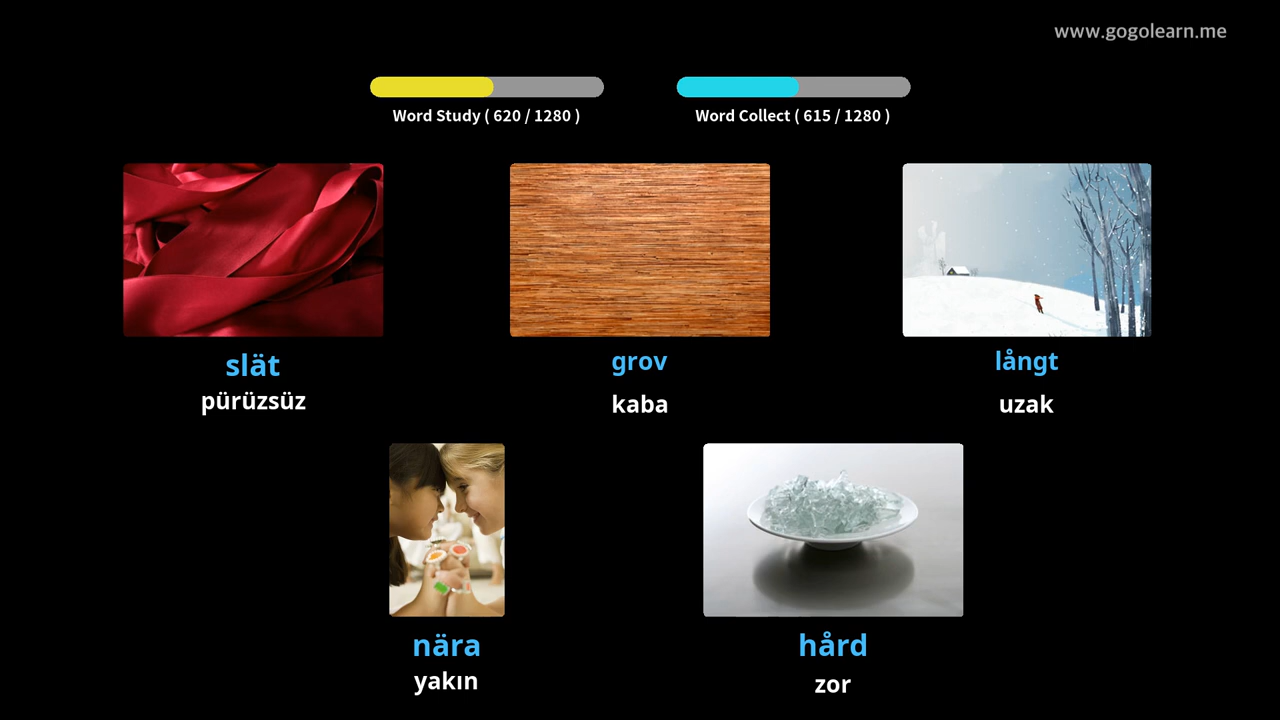 www.gogolearn.me
Word Study ( 620 / 1280 )
Word Collect ( 615 / 1280 )
slät
pürüzsüz
grov
kaba
långt
uzak
nära
yakın
hård
zor